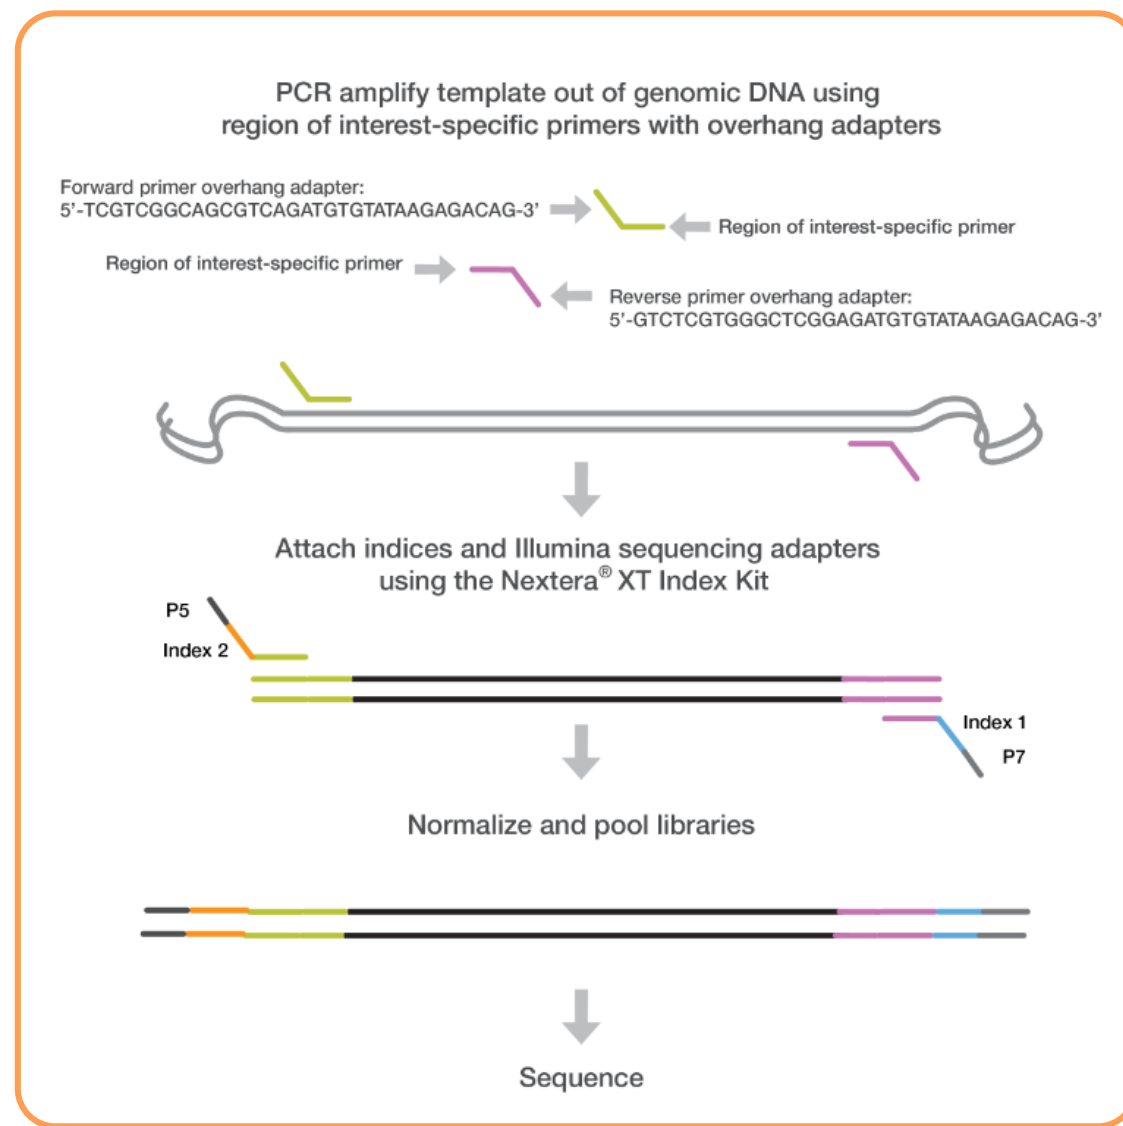 PCR amplify template out of genomic DNA using
region of interest-specific primers with overhang adapters
Forward primer overhang adapter:
5’-TCGTCGGCAGCGTCAGATGTGTATAAGAGACAG-3’
Region of interest-specific primer
Region of interest-specific primer
Reverse primer overhang adapter:
5’-GTCTCGTGGGCTCGGAGATGTGTATAAGAGACAG-3’
Attach indices and Illumina sequencing adapters
using the Nextera® XT Index Kit
P5
Index 2
Index 1
P7
Normalize and pool libraries
Sequence